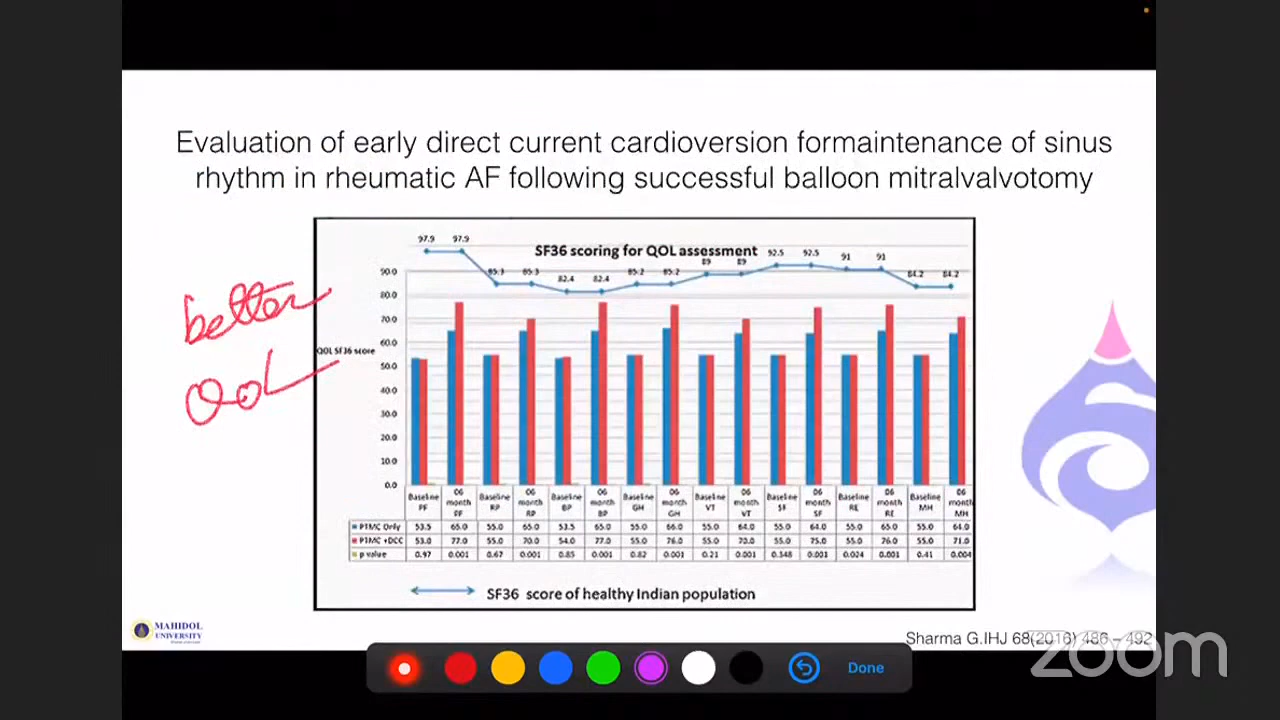 Evaluation of early direct current cardioversion formaintenance of sinus
rhythm in rheumatic AF following successful balloon mitralvalvotomy
SF36 scoring for QOL assessment
97.9 97.9 85.3 85.3 82.4 82.4 85.2 85.2 89 89 92.5 92.5 91 91 84.2 84.2
better
QoL
QOL SF36 score
90.0
80.0
70.0
60.0
50.0
40.0
30.0
20.0
10.0
0.0
Baseline PF 06 month PF Baseline RP 06 month RP Baseline BP 06 month BP Baseline GH 06 month GH Baseline VT 06 month VT Baseline SF 06 month SF Baseline RE 06 month RE Baseline MH 06 month MH
PTMC Only 53.5 65.0 55.0 65.0 53.5 65.0 55.0 66.0 55.0 64.0 55.0 64.0 55.0 65.0 55.0 64.0
PTMC +DCC 53.0 77.0 55.0 70.0 54.0 77.0 55.0 76.0 55.0 70.0 55.0 75.0 55.0 76.0 55.0 71.0
p value 0.97 0.001 0.67 0.001 0.85 0.001 0.82 0.001 0.21 0.001 0.348 0.001 0.024 0.001 0.41 0.004
SF36 score of healthy Indian population
MAHIDOL
UNIVERSITY
Sharma G.IHJ 68(2016) 486 – 492
zoom
Done